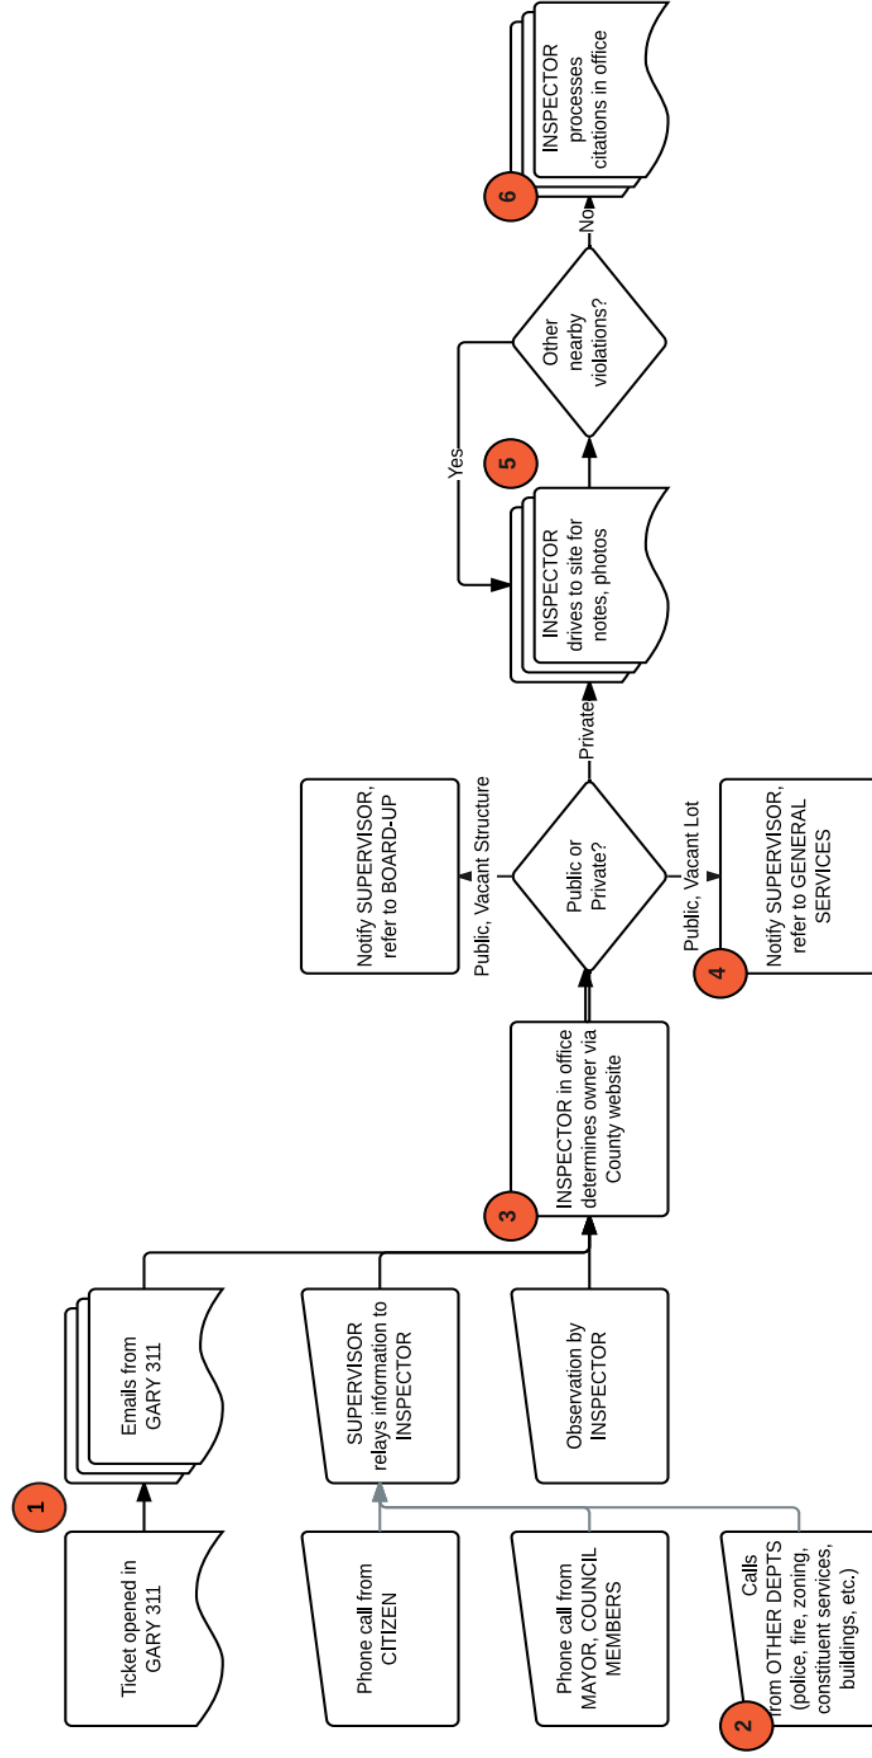 1
Ticket opened in
GARY 311
Emails from
GARY 311
Phone call from
CITIZEN
SUPERVISOR
relays information to
INSPECTOR
Phone call from
MAYOR, COUNCIL
MEMBERS
Observation by
INSPECTOR
2
Calls
from OTHER DEPTS
(police, fire, zoning,
constituent services,
buildings, etc.)
3
INSPECTOR in office
determines owner via
County website
Public or
Private?
Public, Vacant Structure
Notify SUPERVISOR,
refer to BOARD-UP
Public, Vacant Lot
4
Notify SUPERVISOR,
refer to GENERAL
SERVICES
Private
INSPECTOR
drives to site for
notes, photos
5
Yes
Other
nearby
violations?
No
6
INSPECTOR
processes
citations in office